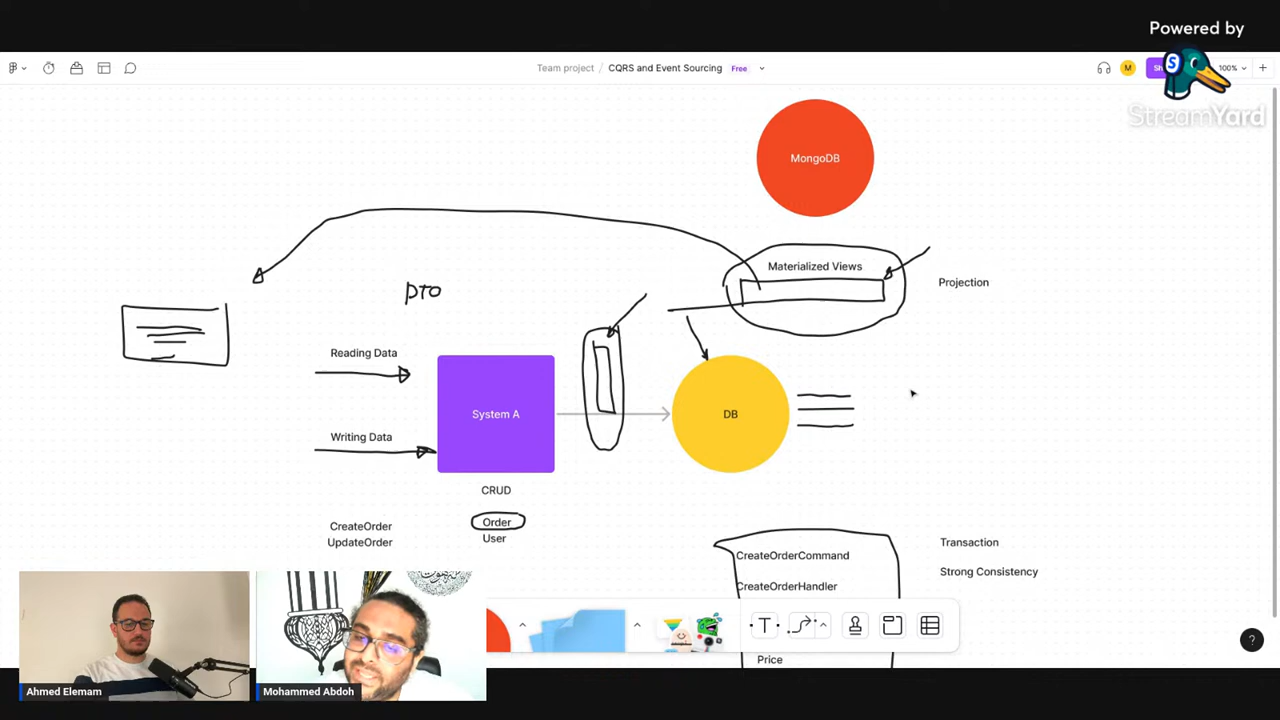 Powered by
StreamYard
Team project / CQRS and Event Sourcing Free
M
Sh
100%
MongoDB
Materialized Views
Projection
DTO
Reading Data
System A
DB
Writing Data
CRUD
Order
User
CreateOrder
UpdateOrder
CreateOrderCommand
CreateOrderHandler
Price
Transaction
Strong Consistency
T
?
Ahmed Elemam
Mohammed Abdoh